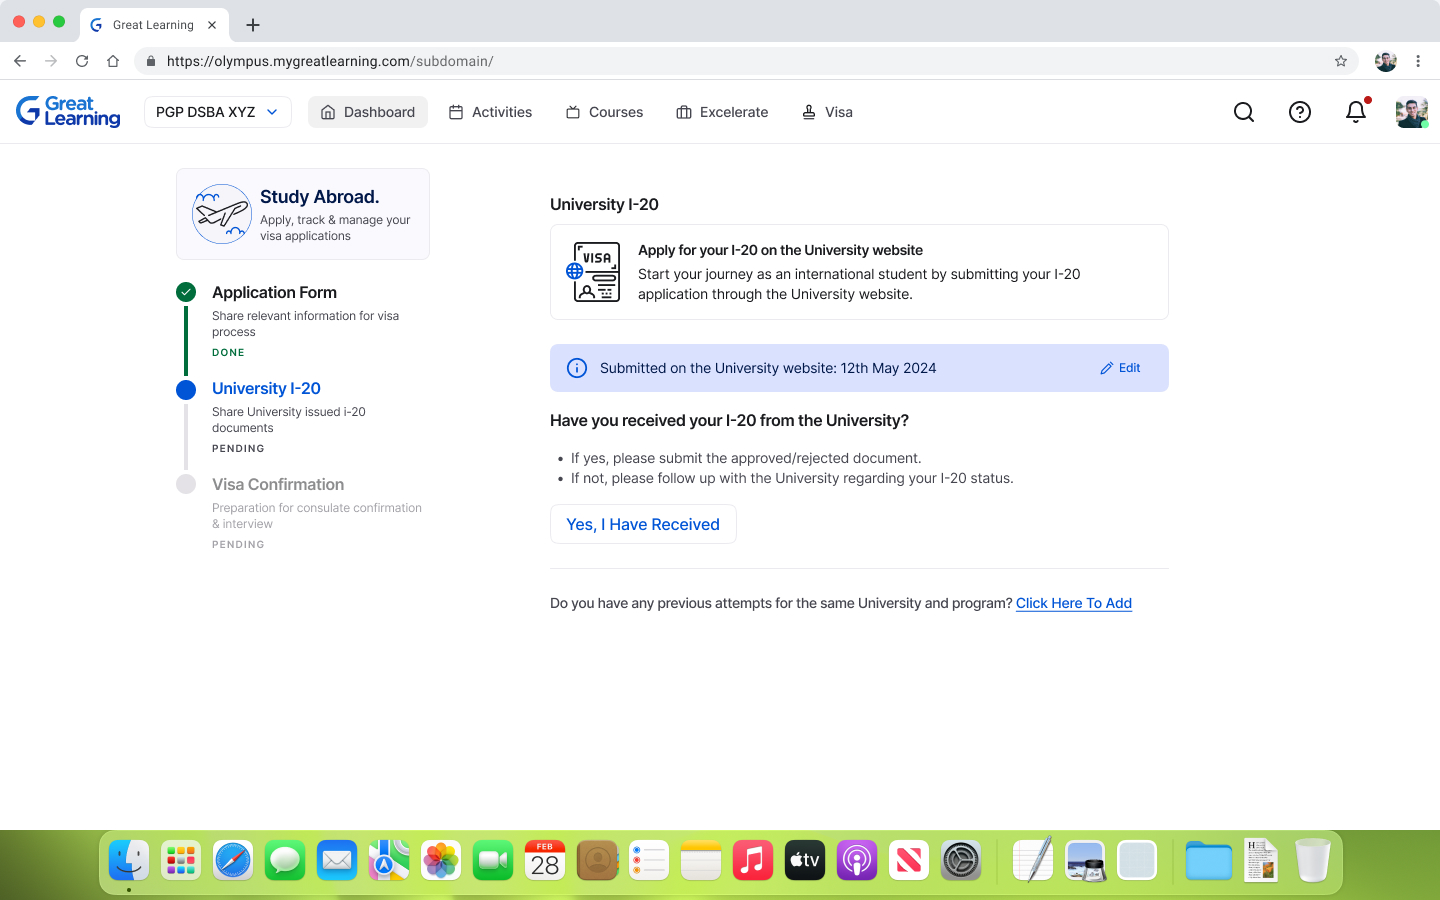 Great Learning
https://olympus.mygreatlearning.com/subdomain/
Great
Learning
PGP DSBA XYZ
Dashboard
Activities
Courses
Excelerate
Visa
Study Abroad.
Apply, track & manage your
visa applications
Application Form
Share relevant information for visa
process
DONE
University I-20
Share University issued i-20
documents
PENDING
Visa Confirmation
Preparation for consulate confirmation
& interview
PENDING
University I-20
VISA
Apply for your I-20 on the University website
Start your journey as an international student by submitting your I-20
application through the University website.
Submitted on the University website: 12th May 2024
Edit
Have you received your I-20 from the University?
• If yes, please submit the approved/rejected document.
• If not, please follow up with the University regarding your I-20 status.
Yes, I Have Received
Do you have any previous attempts for the same University and program? Click Here To Add
FEB
28
tv